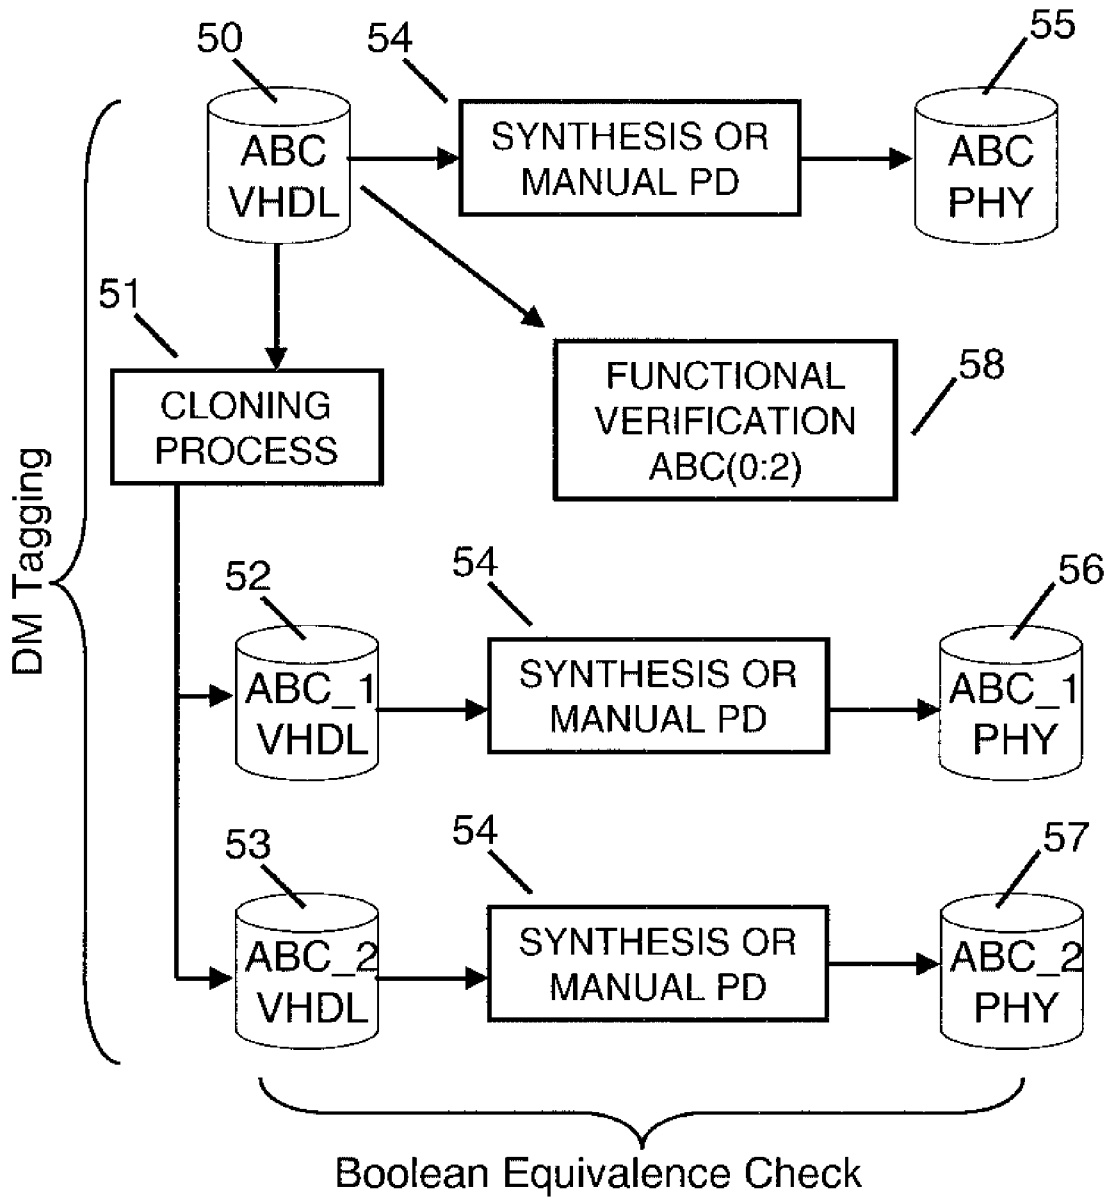 50
54
55
ABC
VHDL
SYNTHESIS OR
MANUAL PD
ABC
PHY
51
CLONING
PROCESS
FUNCTIONAL
VERIFICATION
ABC(0:2)
58
DM Tagging
52
54
56
ABC_1
VHDL
SYNTHESIS OR
MANUAL PD
ABC_1
PHY
53
54
57
ABC_2
VHDL
SYNTHESIS OR
MANUAL PD
ABC_2
PHY
Boolean Equivalence Check